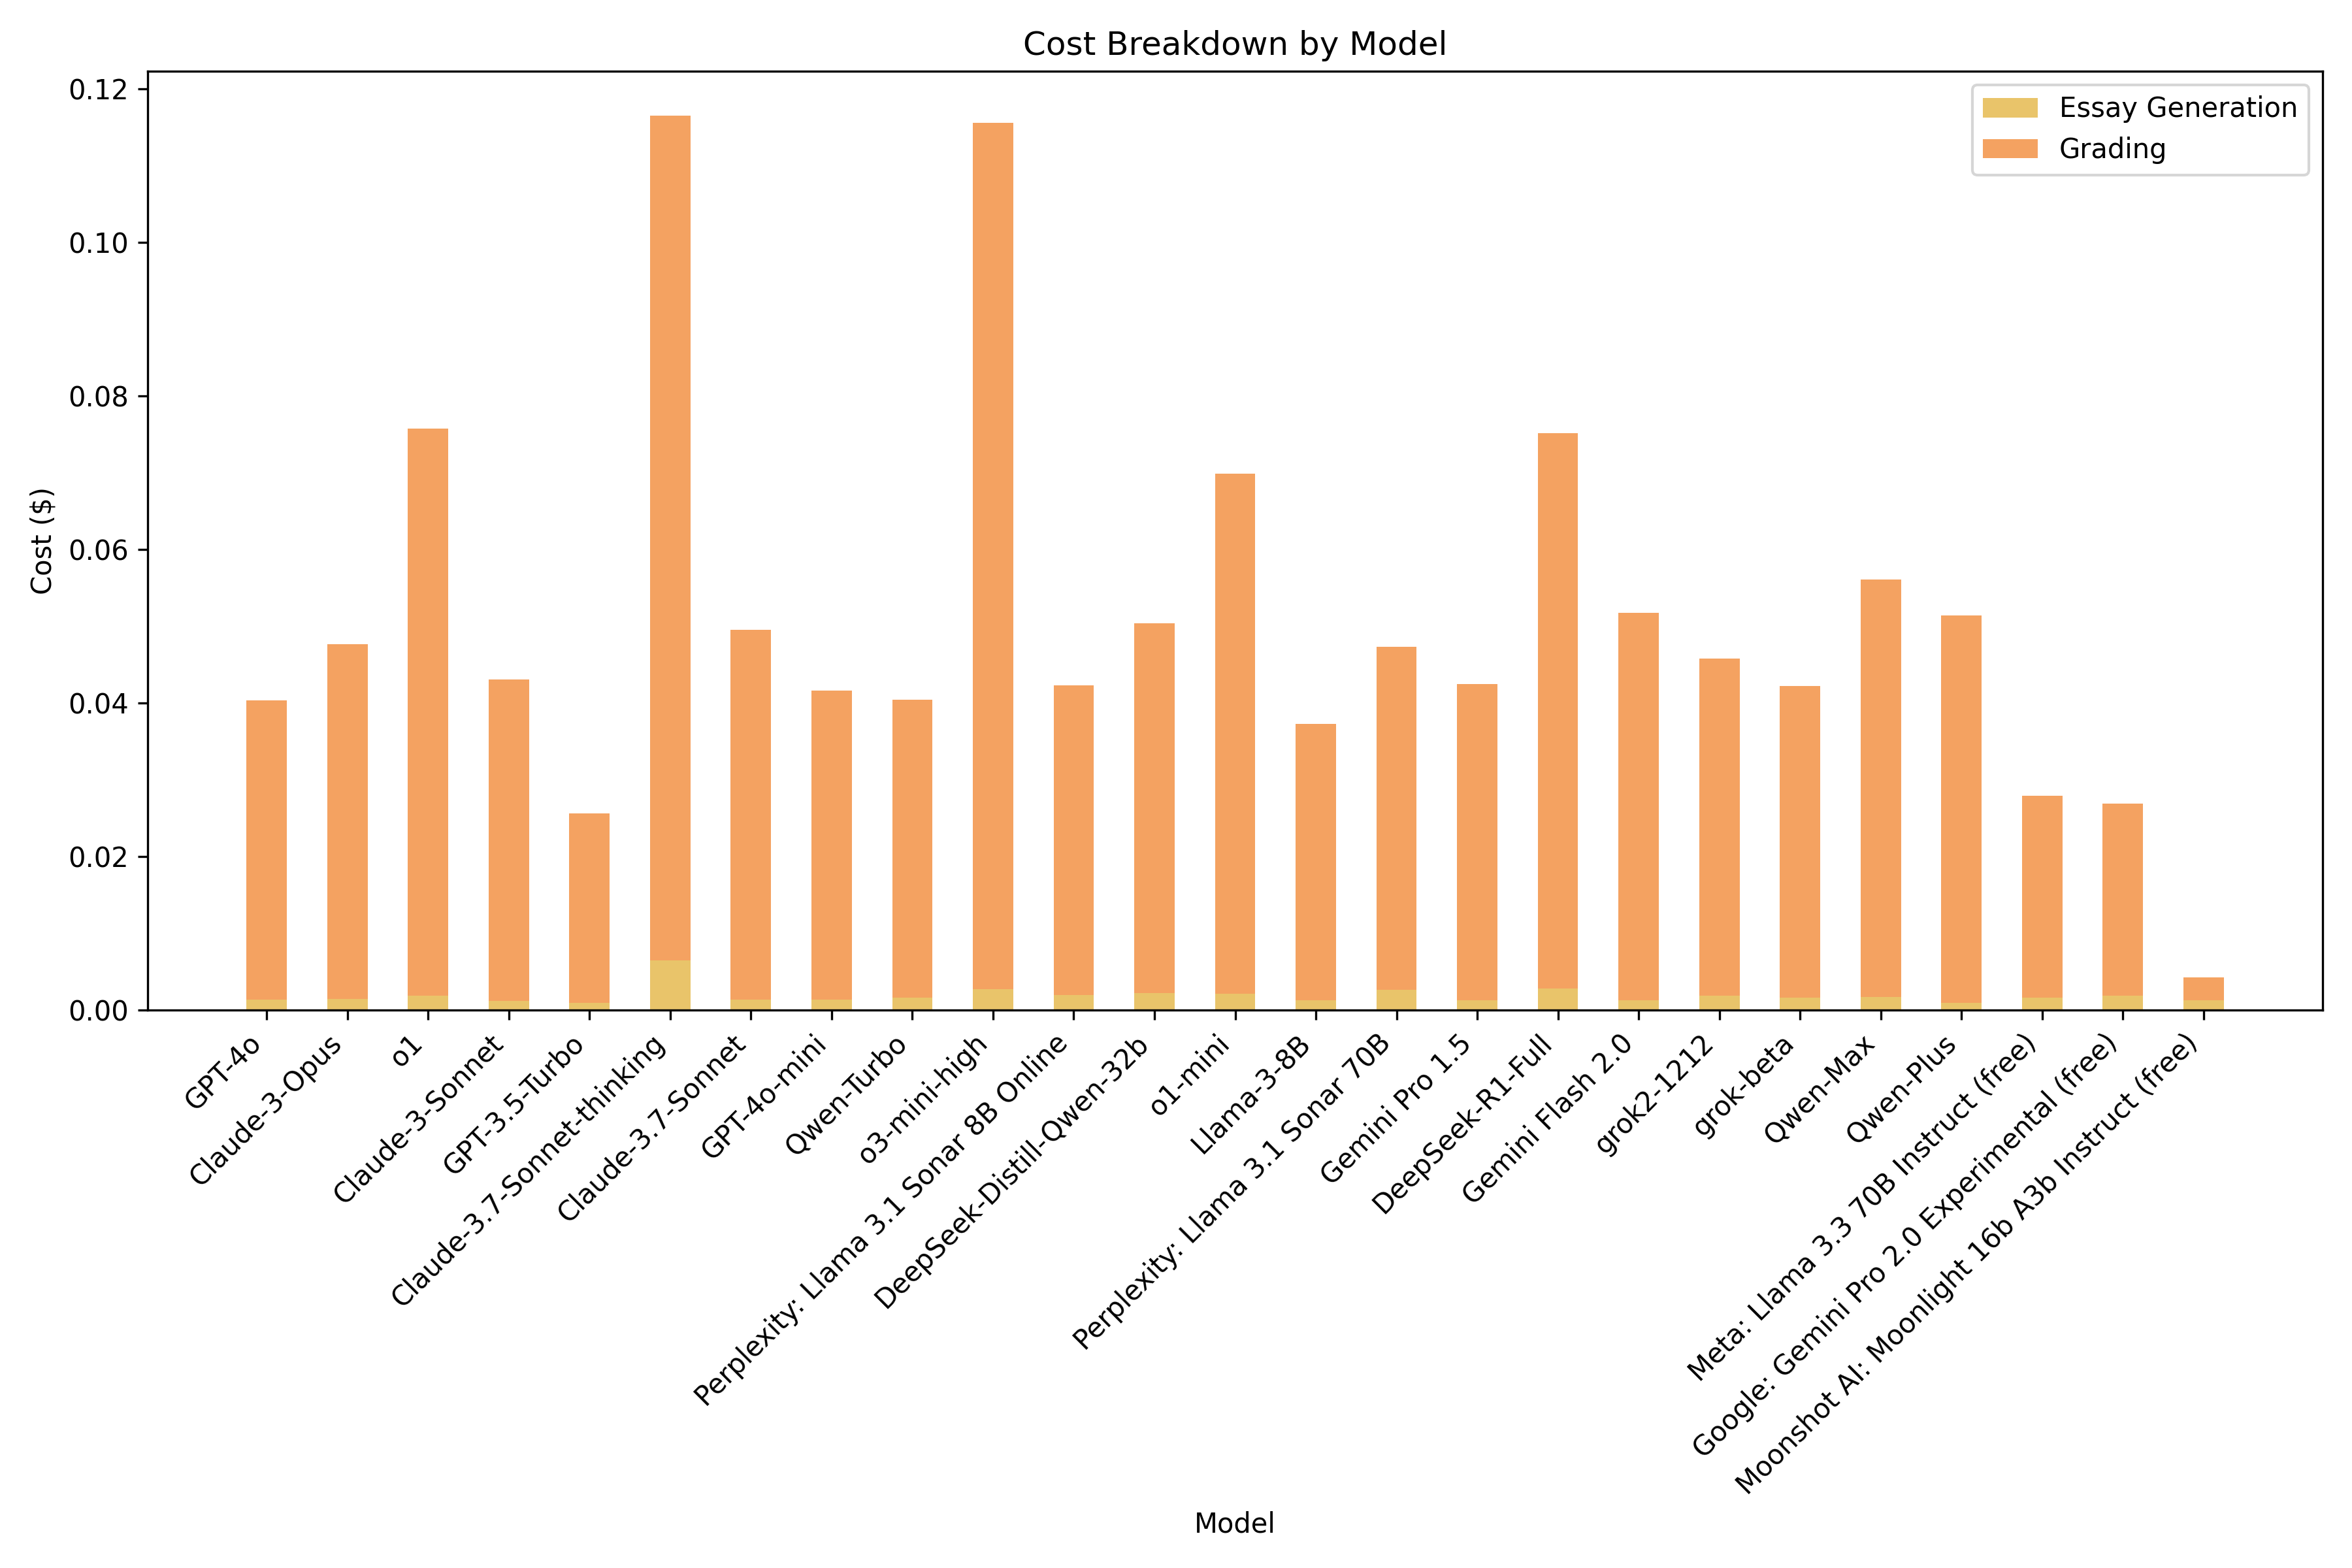 Cost Breakdown by Model
Essay Generation
Grading
Cost ($)
0.12
0.10
0.08
0.06
0.04
0.02
0.00
GPT-4o
Claude-3-Opus
o1
Claude-3-Sonnet
GPT-3.5-Turbo
Claude-3.7-Sonnet-thinking
Claude-3.7-Sonnet
GPT-4o-mini
Qwen-Turbo
o3-mini-high
Perplexity: Llama 3.1 Sonar 8B Online
DeepSeek-Distill-Qwen-32b
o1-mini
Llama-3-8B
Perplexity: Llama 3.1 Sonar 70B
Gemini Pro 1.5
DeepSeek-R1-Full
Gemini Flash 2.0
grok2-1212
grok-beta
Qwen-Max
Qwen-Plus
Meta: Llama 3.3 70B Instruct (free)
Google: Gemini Pro 2.0 Experimental (free)
Moonshot AI: Moonlight 16b A3b Instruct (free)
Model